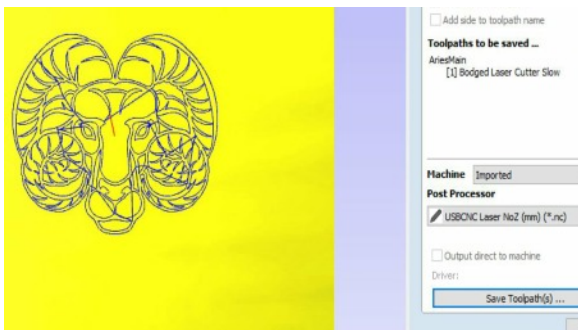 Add side to toolpath name
Toolpaths to be saved ...
AriesMain
[1] Bodged Laser Cutter Slow
Machine Imported
Post Processor
USBCNC Laser NoZ (mm) (*.nc)
Output direct to machine
Driver:
Save Toolpath(s) ...